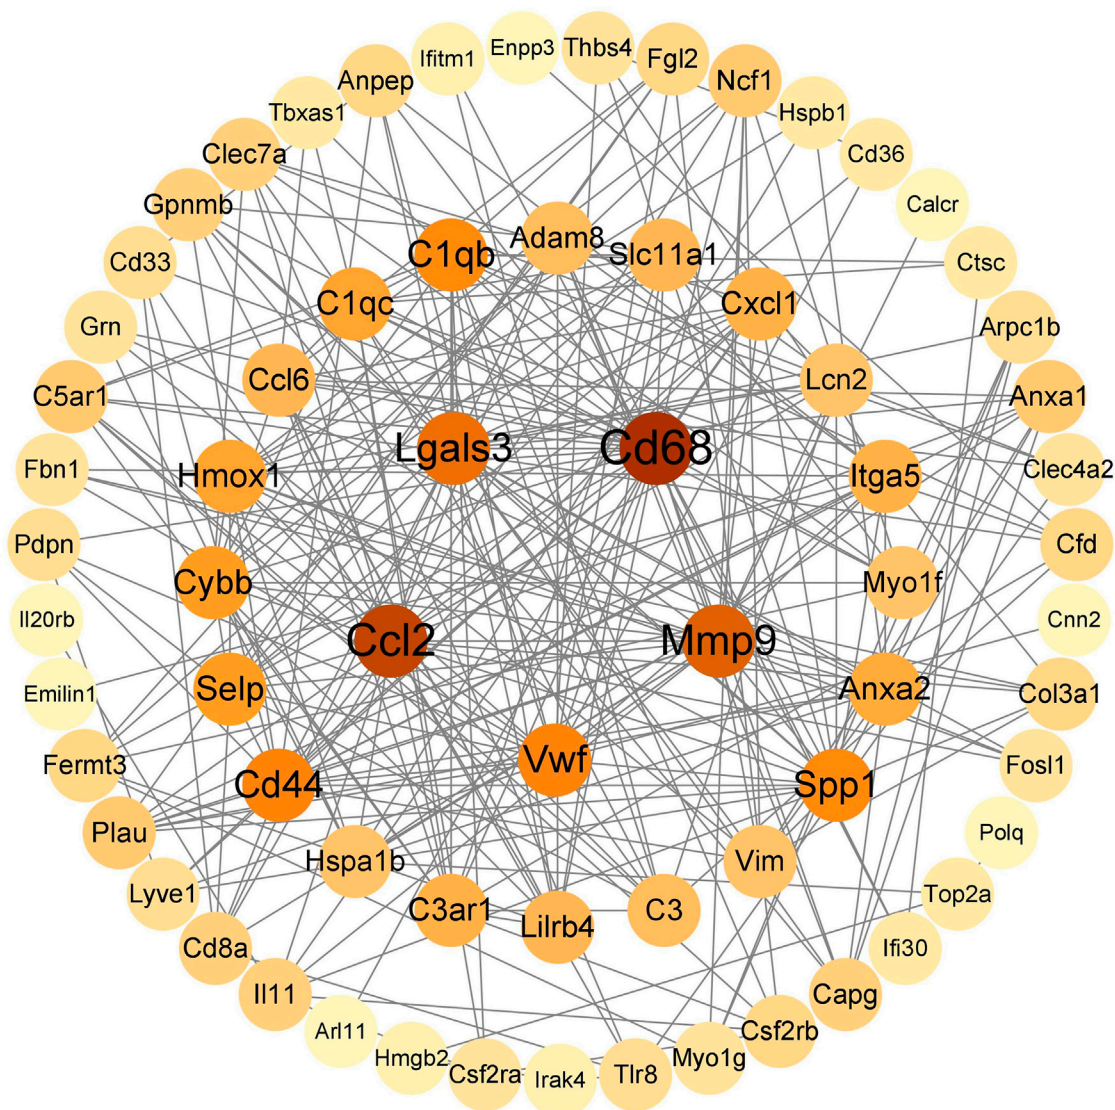 Enpp3
Thbs4
Ifitm1
Fgl2
Anpep
Ncf1
Tbxas1
Hspb1
Clec7a
Cd36
Gpnmb
Calcr
Adam8
C1qb
Slc11a1
Cd33
Ctsc
C1qc
Cxcl1
Grn
Arpc1b
Ccl6
Lcn2
C5ar1
Anxa1
Lgals3
Cd68
Fbn1
Hmox1
Itga5
Clec4a2
Pdpn
Cfd
Cybb
Myo1f
Il20rb
Cnn2
Ccl2
Mmp9
Emilin1
Selp
Anxa2
Col3a1
Fermt3
Vwf
Fosl1
Cd44
Spp1
Plau
Polq
Hspa1b
Vim
Lyve1
Top2a
C3ar1
C3
Lilrb4
Cd8a
Ifi30
Il11
Capg
Arl11
Csf2rb
Hmgb2
Myo1g
Csf2ra
Irak4
Tlr8